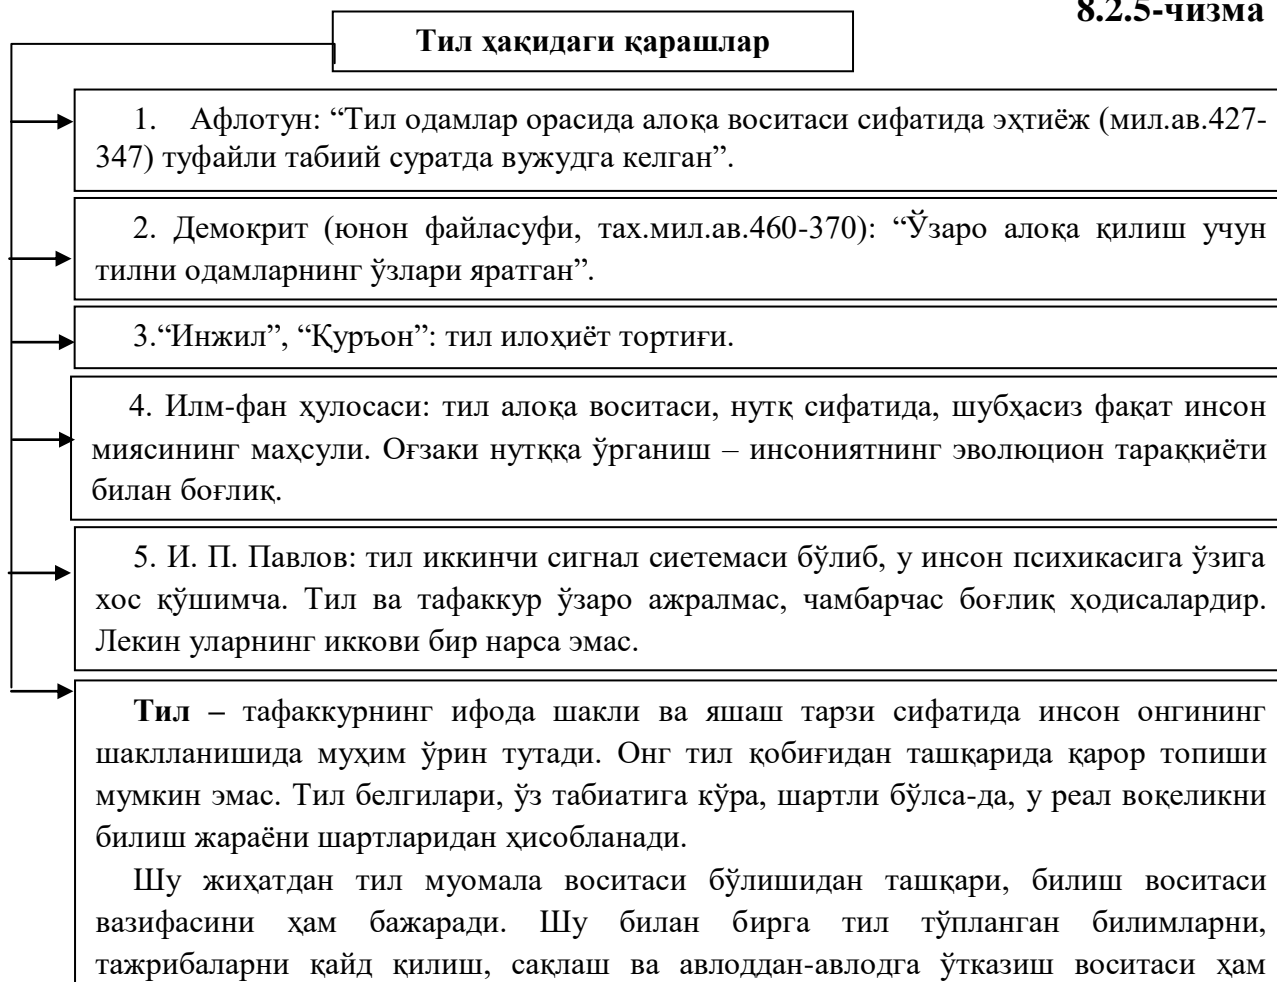 8.2.5-чизма
Тил ҳақидаги қарашлар
1. Афлотун: “Тил одамлар орасида алоқа воситаси сифатида эҳтиёж (мил.ав.427-
347) туфайли табиий суратда вужудга келган”.
2. Демокрит (юнон файласуфи, тах.мил.ав.460-370): “Ўзаро алоқа қилиш учун
тилни одамларнинг ўзлари яратган”.
3.“Инжил”, “Қуръон”: тил илоҳиёт тортиғи.
4. Илм-фан ҳулосаси: тил алоқа воситаси, нутқ сифатида, шубҳасиз фақат инсон
миясининг маҳсули. Оғзаки нутққа ўрганиш – инсониятнинг эволюцион тараққиёти
билан боғлиқ.
5. И. П. Павлов: тил иккинчи сигнал сиетемаси бўлиб, у инсон психикасига ўзига
хос қўшимча. Тил ва тафаккур ўзаро ажралмас, чамбарчас боғлиқ ҳодисалардир.
Лекин уларнинг иккови бир нарса эмас.
Тил – тафаккурнинг ифода шакли ва яшаш тарзи сифатида инсон онгининг
шаклланишида муҳим ўрин тутади. Онг тил қобиғидан ташқарида қарор топиши
мумкин эмас. Тил белгилари, ўз табиатига кўра, шартли бўлса-да, у реал воқеликни
билиш жараёни шартларидан ҳисобланади.
Шу жиҳатдан тил муомала воситаси бўлишидан ташқари, билиш воситаси
вазифасини ҳам бажаради. Шу билан бирга тил тўпланган билимларни,
тажрибаларни қайд қилиш, сақлаш ва авлоддан-авлодга ўтказиш воситаси ҳам